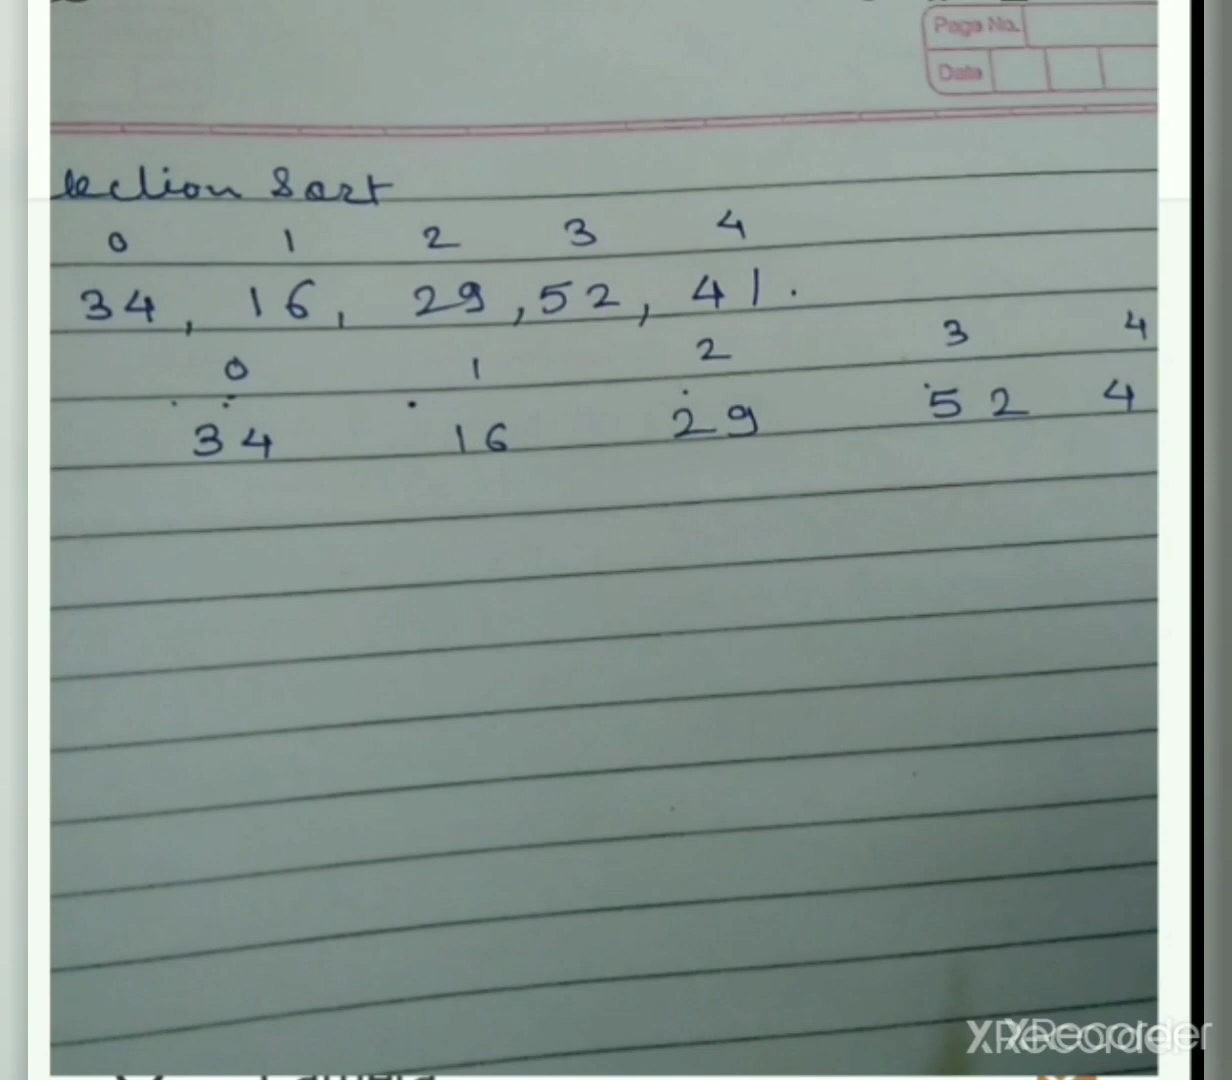 Page No.
Date
lection Sort
0 1 2 3 4
34, 16, 29, 52, 41.
0 1 2 3 4
34 16 29 52 4
XRecorder